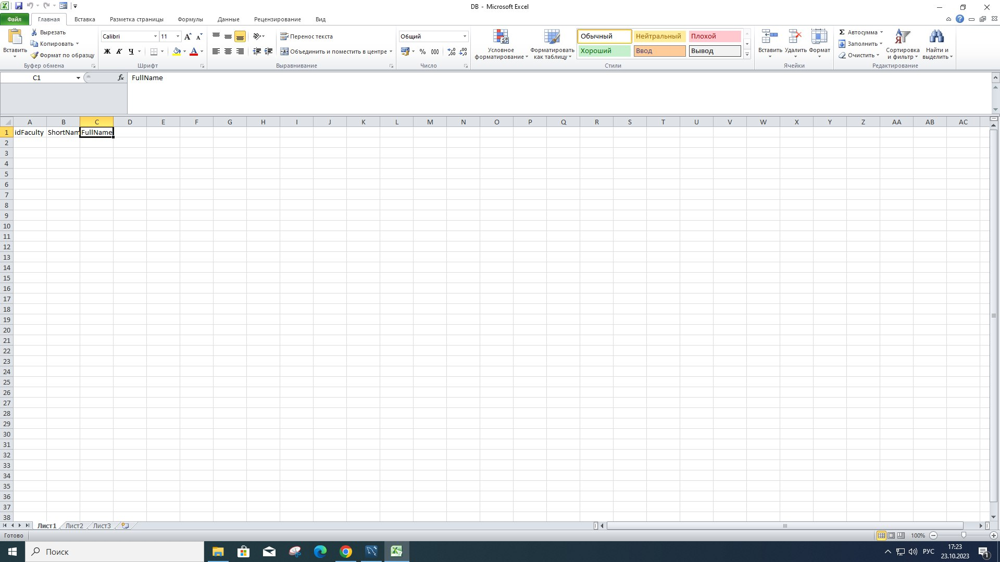 DB - Microsoft Excel
Файл Главная Вставка Разметка страницы Формулы Данные Рецензирование Вид
Вставить
Вырезать
Копировать
Формат по образцу
Буфер обмена
Calibri 11
Ж К Ч
Шрифт
Перенос текста
Объединить и поместить в центре
Выравнивание
Общий
% 000
Число
Условное форматирование
Форматировать как таблицу
Обычный Нейтральный Плохой
Хороший Ввод Вывод
Стили
Вставить Удалить Формат
Ячейки
Σ Автосумма
Заполнить
Очистить
Сортировка и фильтр
Найти и выделить
Редактирование
C1 fx FullName
A B C D E F G H I J K L M N O P Q R S T U V W X Y Z AA AB AC
1 idFaculty ShortNam FullName
2
3
4
5
6
7
8
9
10
11
12
13
14
15
16
17
18
19
20
21
22
23
24
25
26
27
28
29
30
31
32
33
34
35
36
37
38
Лист1 Лист2 Лист3
Готово 100%
Поиск
РУС
17:23
23.10.2023
1